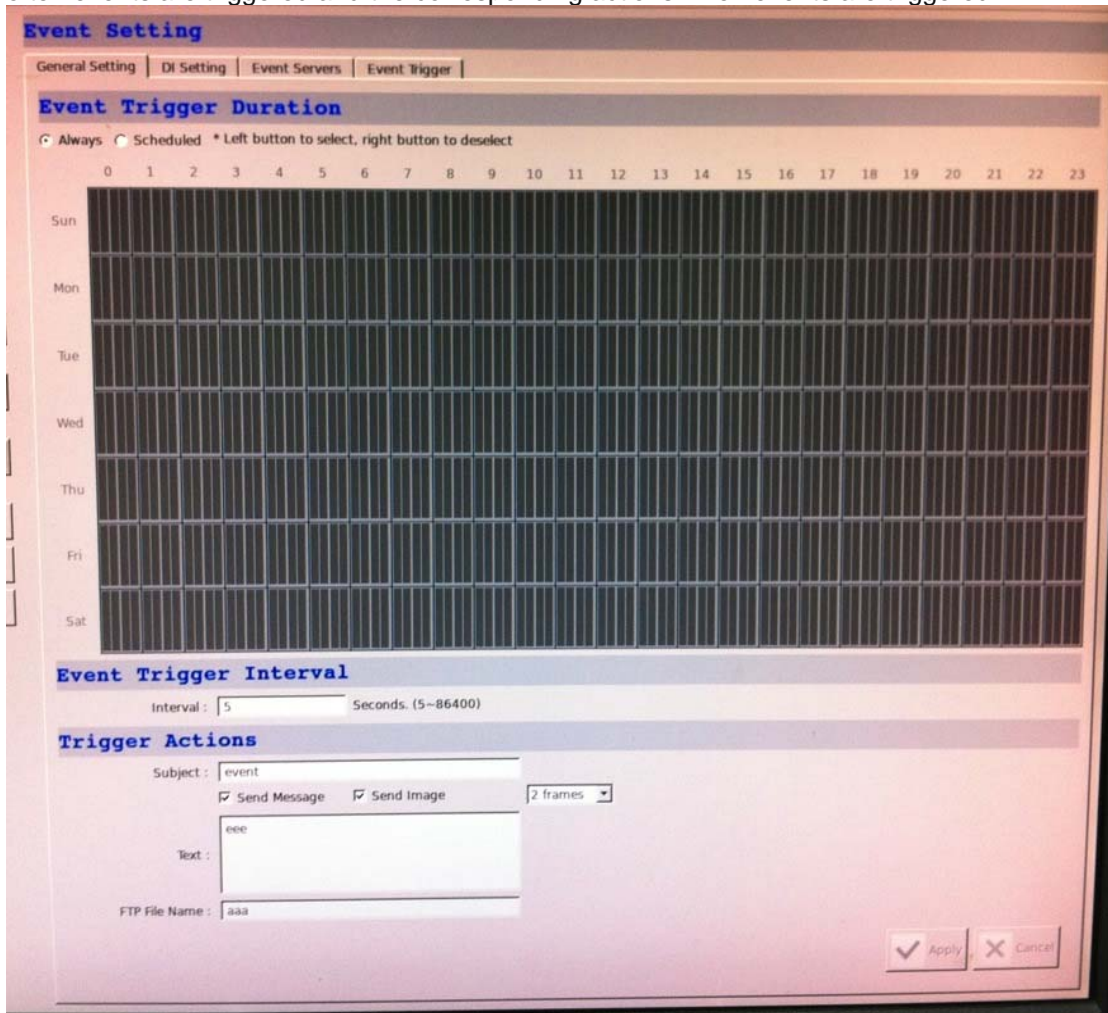 Event Setting
General Setting DI Setting Event Servers Event Trigger
Event Trigger Duration
Always Scheduled * Left button to select, right button to deselect
0 1 2 3 4 5 6 7 8 9 10 11 12 13 14 15 16 17 18 19 20 21 22 23
Sun
Mon
Tue
Wed
Thu
Fri
Sat
Event Trigger Interval
Interval : 5 Seconds. (5~86400)
Trigger Actions
Subject : event
Send Message Send Image 2 frames
Text : eee
FTP File Name : aaa
Apply Cancel